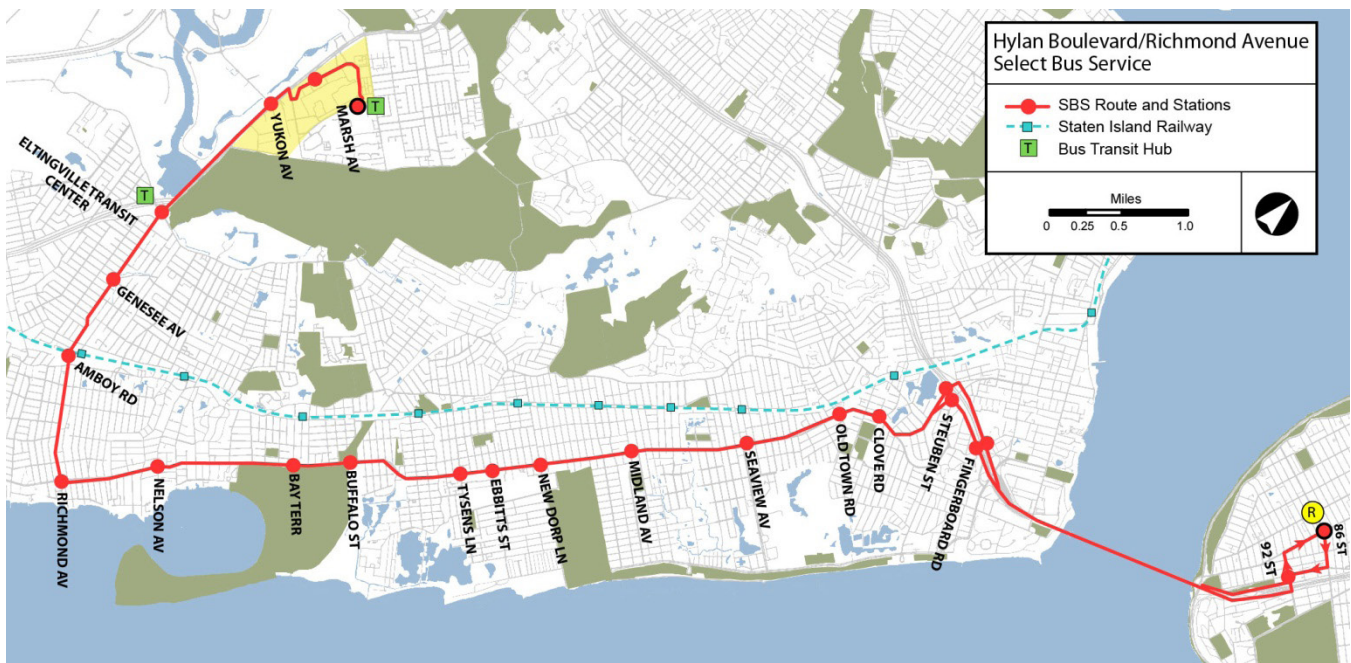 Hylan Boulevard/Richmond Avenue
Select Bus Service
SBS Route and Stations
Staten Island Railway
T
Bus Transit Hub
Miles
0 0.25 0.5 1.0
MARSH AV
T
YUKON AV
ELTINGVILLE TRANSIT
CENTER
T
GENESEE AV
AMBOY RD
RICHMOND AV
NELSON AV
BAY TERR
BUFFALO ST
TYSENS LN
EBBITTS ST
NEW DORP LN
MIDLAND AV
SEAVIEW AV
OLD TOWN RD
CLOVE RD
STEUBEN ST
FINGERBOARD RD
92 ST
R
86 ST